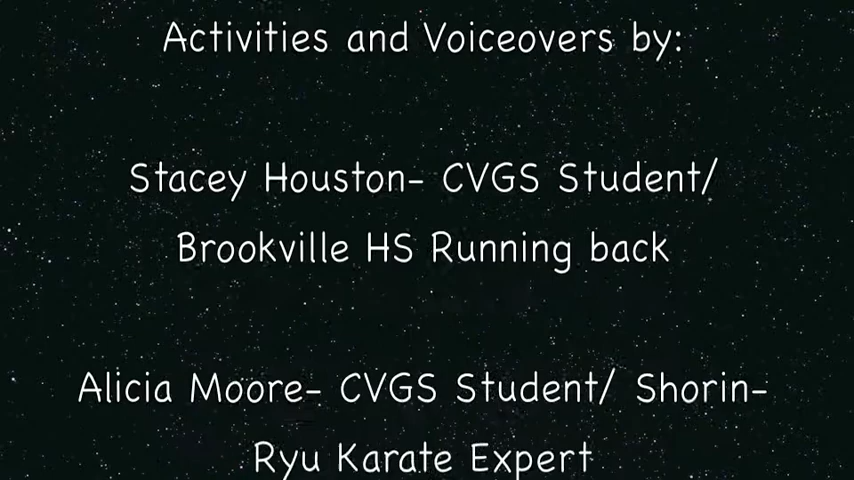 Activities and Voiceovers by:
Stacey Houston- CVGS Student/
Brookville HS Running back
Alicia Moore- CVGS Student/ Shorin-
Ryu Karate Expert